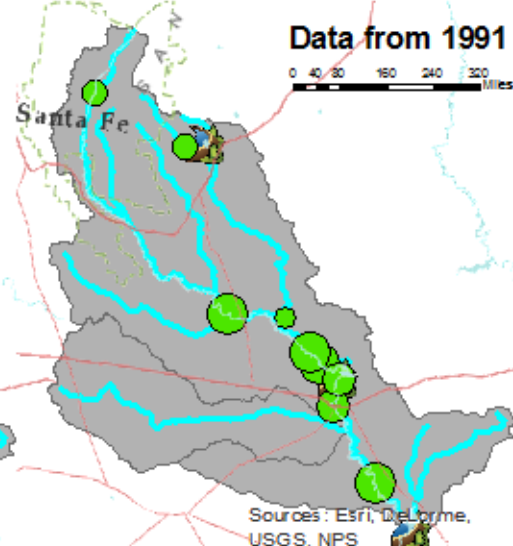 Data from 1991
0 40 80 160 240 320
Miles
S A N
Santa Fe
Sources: Esri, DeLorme,
USGS, NPS